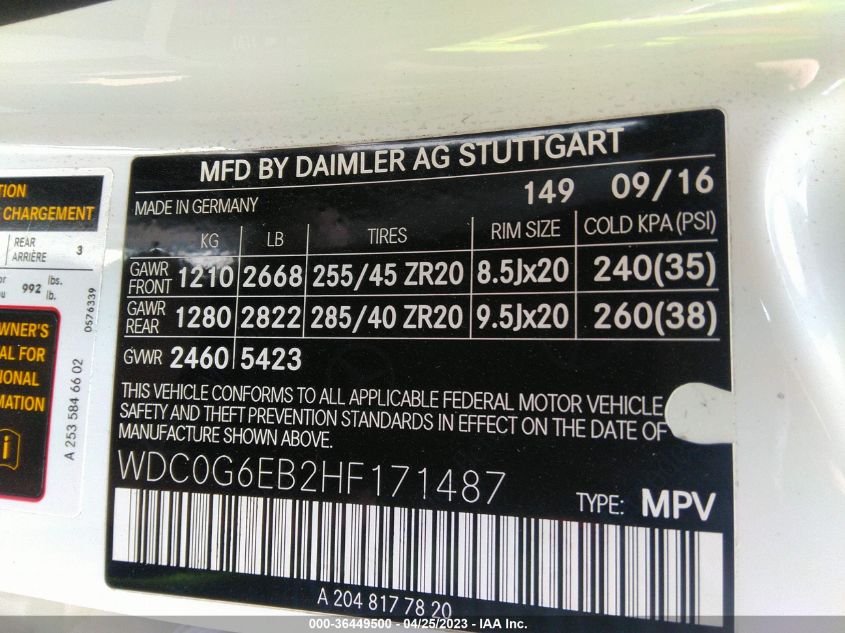 TION
CHARGEMENT
REAR
ARRIÈRE 3
992 lbs.
lb.
0576339
OWNER'S
FOR
ONAL
MATION
i
A 253 584 66 02
MFD BY DAIMLER AG STUTTGART
MADE IN GERMANY 149 09/16
KG LB TIRES RIM SIZE COLD KPA(PSI)
GAWR
FRONT 1210 2668 255/45 ZR20 8.5Jx20 240(35)
GAWR
REAR 1280 2822 285/40 ZR20 9.5Jx20 260(38)
GVWR 2460 5423
THIS VEHICLE CONFORMS TO ALL APPLICABLE FEDERAL MOTOR VEHICLE
SAFETY AND THEFT PREVENTION STANDARDS IN EFFECT ON THE DATE OF
MANUFACTURE SHOWN ABOVE.
WDC0G6EB2HF171487
TYPE: MPV
A 204 817 78 20
000-36449500 - 04/25/2023 - IAA, Inc.